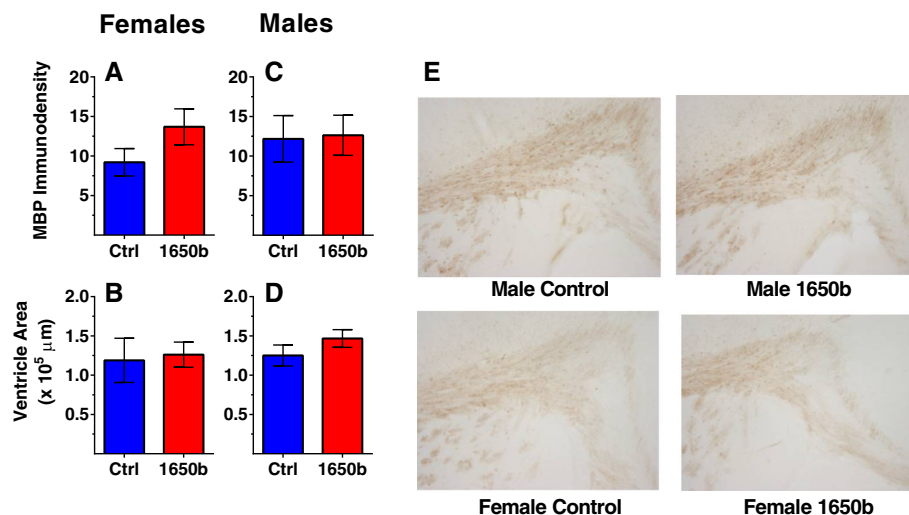 Females Males
A C E
MBP Immunodensity
20 20
15 15
10 10
5 5
Ctrl 1650b Ctrl 1650b
Male Control Male 1650b
B D
Ventricle Area
(x 10⁵ μm)
2.0 2.0
1.5 1.5
1.0 1.0
0.5 0.5
Ctrl 1650b Ctrl 1650b
Female Control Female 1650b